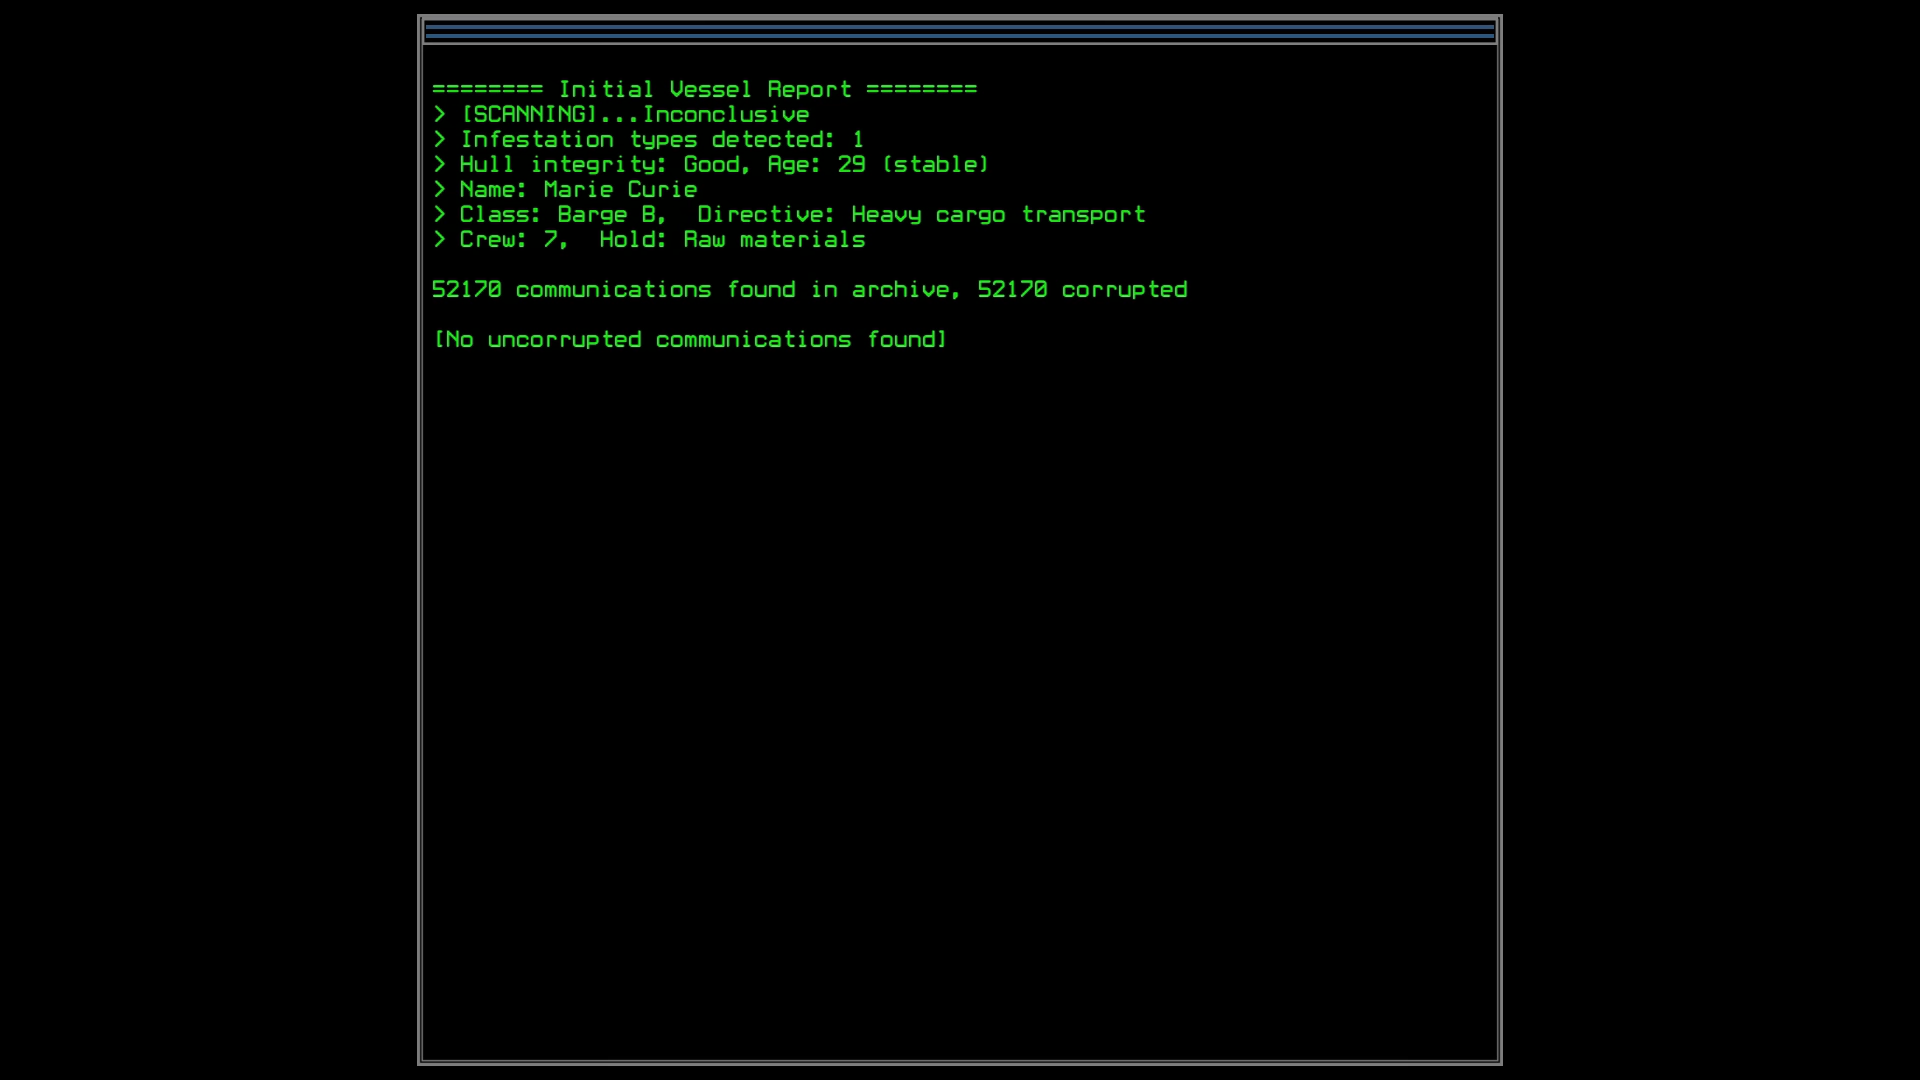 ======== Initial Vessel Report ========
> [SCANNING]...Inconclusive
> Infestation types detected: 1
> Hull integrity: Good, Age: 29 (stable)
> Name: Marie Curie
> Class: Barge B,  Directive: Heavy cargo transport
> Crew: 7,  Hold: Raw materials
52170 communications found in archive, 52170 corrupted
[No uncorrupted communications found]